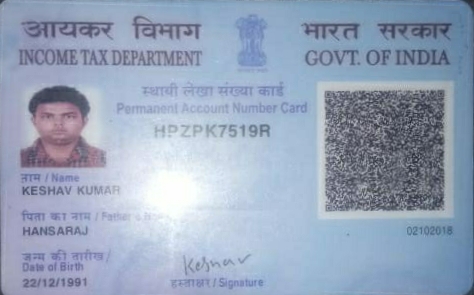 आयकर विभाग
INCOME TAX DEPARTMENT
भारत सरकार
GOVT. OF INDIA
स्थायी लेखा संख्या कार्ड
Permanent Account Number Card
HPZPK7519R
नाम / Name
KESHAV KUMAR
पिता का नाम / Father's Name
HANSARAJ
जन्म की तारीख/
Date of Birth
22/12/1991
Keshav
हस्ताक्षर / Signature
02102018